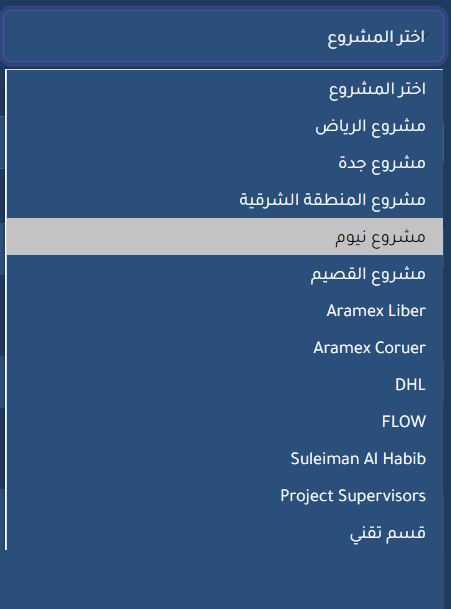 اختر المشروع
اختر المشروع
مشروع الرياض
مشروع جدة
مشروع المنطقة الشرقية
مشروع نيوم
مشروع القصيم
Aramex Liber
Aramex Coruer
DHL
FLOW
Suleiman Al Habib
Project Supervisors
قسم تقني